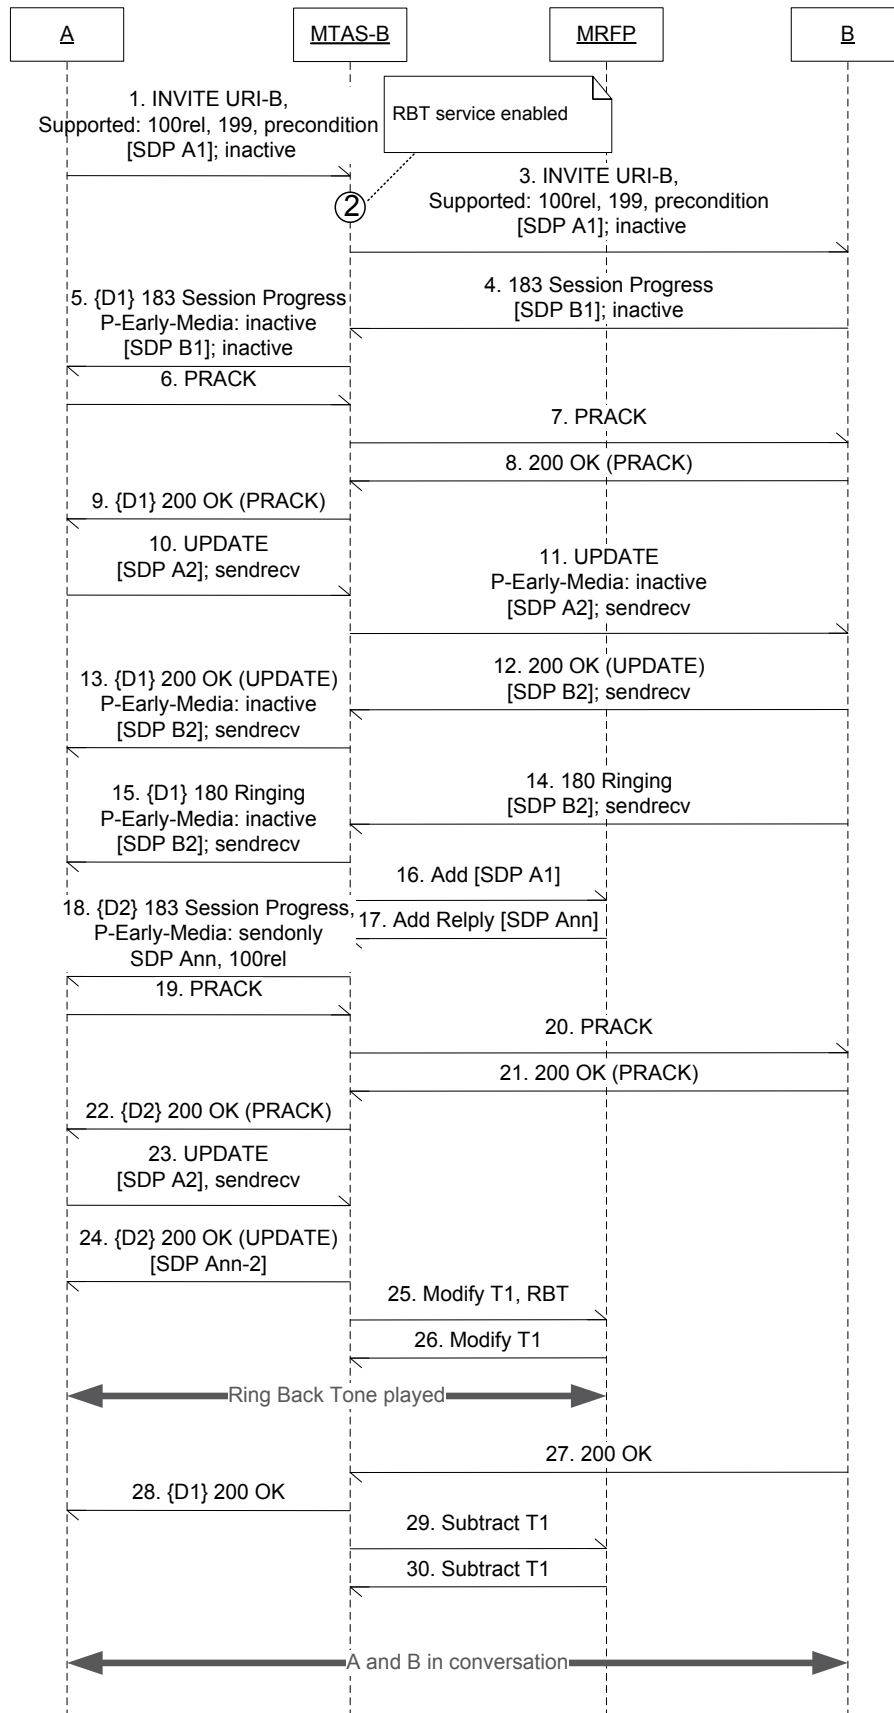 A
MTAS-B
MRFP
B
1. INVITE URI-B,
Supported: 100rel, 199, precondition
[SDP A1]; inactive
RBT service enabled
2
3. INVITE URI-B,
Supported: 100rel, 199, precondition
[SDP A1]; inactive
4. 183 Session Progress
[SDP B1]; inactive
5. {D1} 183 Session Progress
P-Early-Media: inactive
[SDP B1]; inactive
6. PRACK
7. PRACK
8. 200 OK (PRACK)
9. {D1} 200 OK (PRACK)
10. UPDATE
[SDP A2]; sendrecv
11. UPDATE
P-Early-Media: inactive
[SDP A2]; sendrecv
12. 200 OK (UPDATE)
[SDP B2]; sendrecv
13. {D1} 200 OK (UPDATE)
P-Early-Media: inactive
[SDP B2]; sendrecv
14. 180 Ringing
[SDP B2]; sendrecv
15. {D1} 180 Ringing
P-Early-Media: inactive
[SDP B2]; sendrecv
16. Add [SDP A1]
17. Add Relply [SDP Ann]
18. {D2} 183 Session Progress,
P-Early-Media: sendonly
SDP Ann, 100rel
19. PRACK
20. PRACK
21. 200 OK (PRACK)
22. {D2} 200 OK (PRACK)
23. UPDATE
[SDP A2], sendrecv
24. {D2} 200 OK (UPDATE)
[SDP Ann-2]
25. Modify T1, RBT
26. Modify T1
Ring Back Tone played
27. 200 OK
28. {D1} 200 OK
29. Subtract T1
30. Subtract T1
A and B in conversation